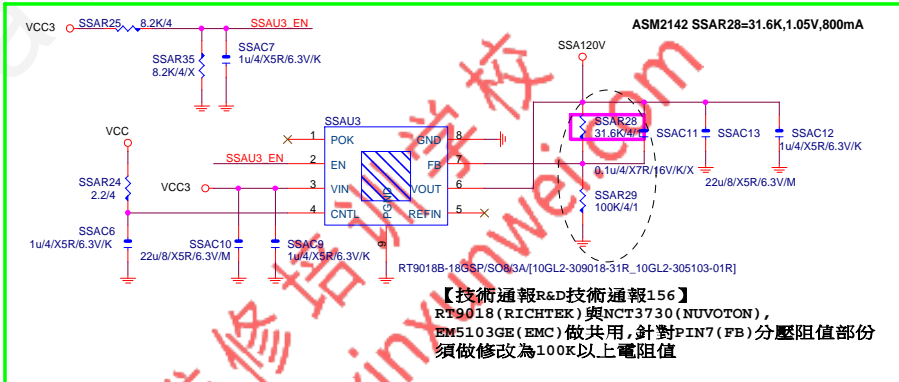 ASM2142 SSAR28=31.6K,1.05V,800mA
VCC3
SSAR25
8.2K/4
SSAU3_EN
SSAR35
8.2K/4/X
SSAC7
1u/4/X5R/6.3V/K
SSA120V
SSAU3
1
POK
GND
8
2
EN
FB
7
3
VIN
VOUT
6
4
CNTL
REFIN
5
PGND
9
SSAU3_EN
VCC
VCC3
SSAR24
2.2/4
SSAC6
1u/4/X5R/6.3V/K
SSAC10
22u/8/X5R/6.3V/M
SSAC9
1u/4/X5R/6.3V/K
SSAR28
31.6K/4/1
SSAC11
0.1u/4/X7R/16V/K/X
SSAC13
22u/8/X5R/6.3V/M
SSAC12
1u/4/X5R/6.3V/K
SSAR29
100K/4/1
RT9018B-18GSP/SO8/3A/[10GL2-309018-31R_10GL2-305103-01R]
【技術通報R&D技術通報156】
RT9018(RICHTEK)與NCT3730(NUVOTON),
EM5103GE(EMC)做共用,針對PIN7(FB)分壓阻值部份
須做修改為100K以上電阻值
修培训学校
inxunwei.com